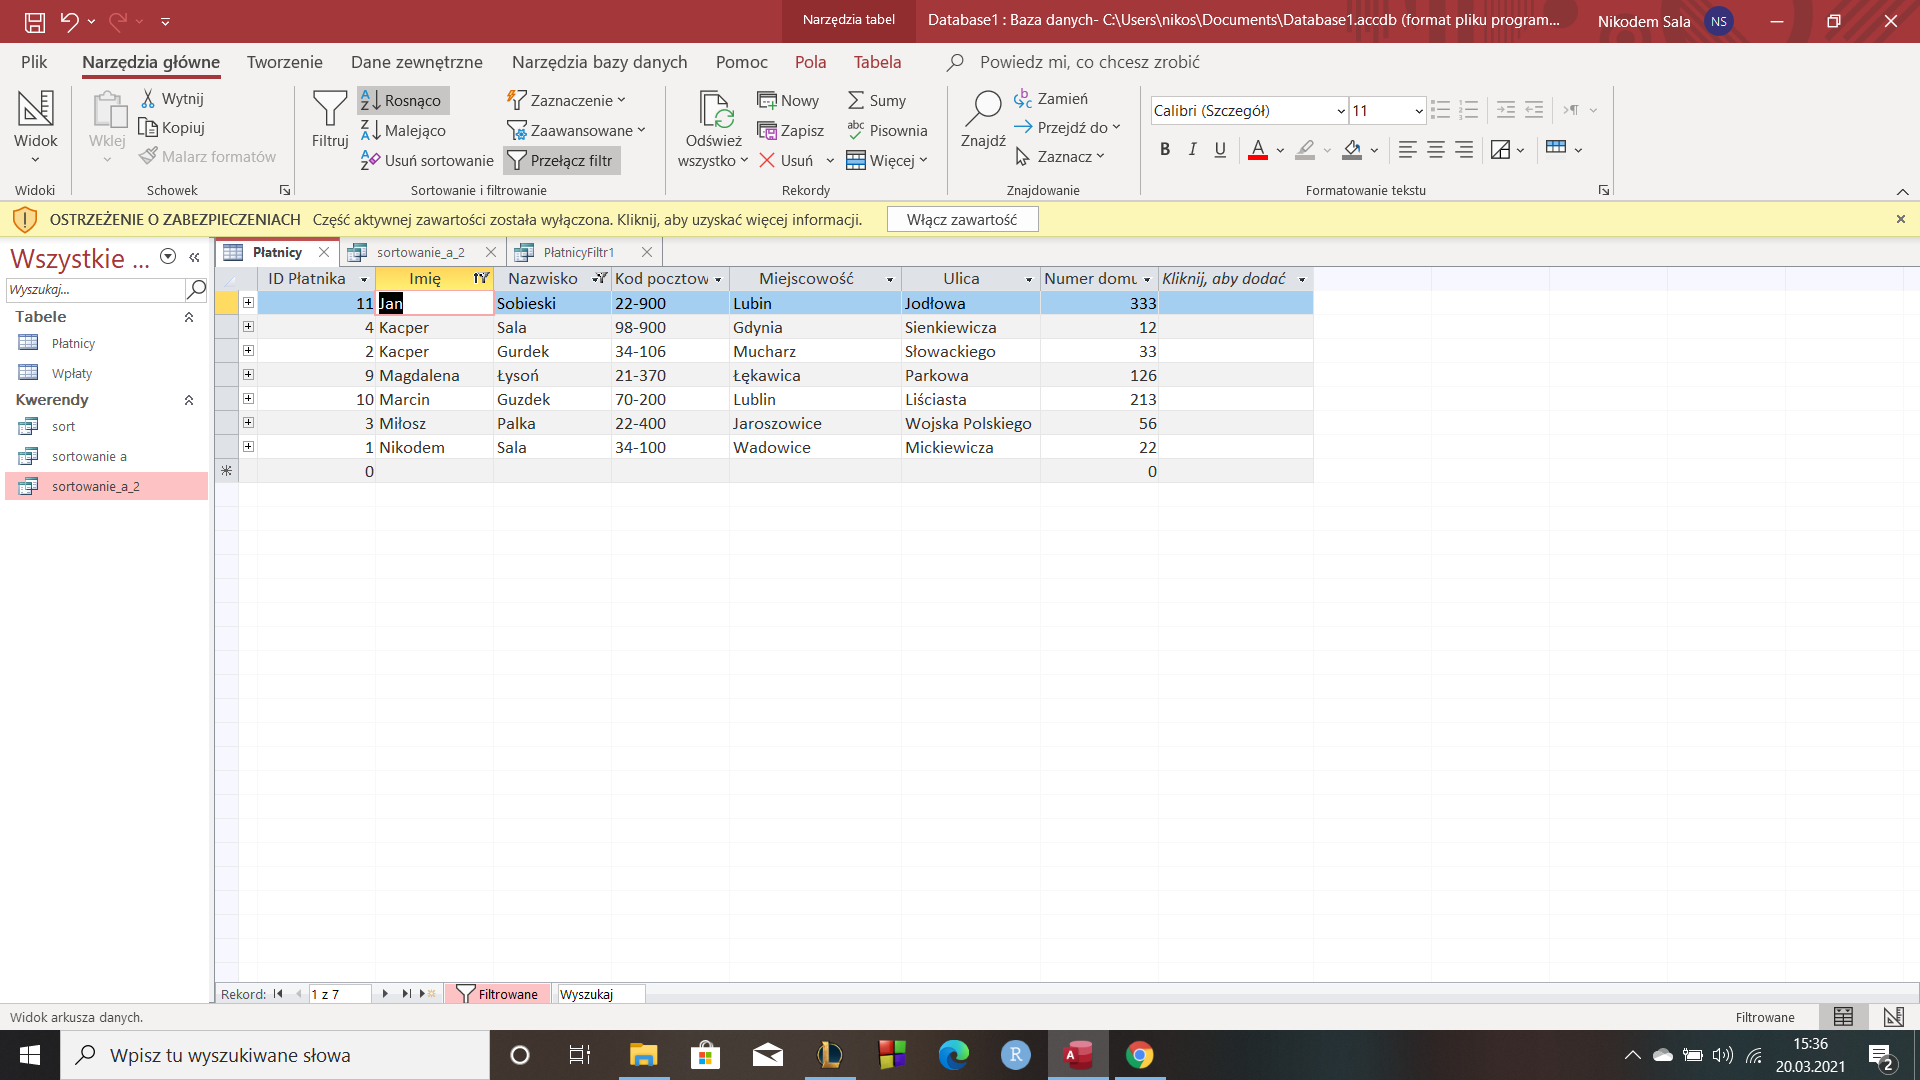 Narzędzia tabel
Database1 : Baza danych- C:\Users\nikos\Documents\Database1.accdb (format pliku program...
Nikodem Sala
NS
Plik
Narzędzia główne
Tworzenie
Dane zewnętrzne
Narzędzia bazy danych
Pomoc
Pola
Tabela
Powiedz mi, co chcesz zrobić
Widok
Widoki
Wklej
Wytnij
Kopiuj
Malarz formatów
Schowek
Filtruj
Rosnąco
Malejąco
Usuń sortowanie
Zaznaczenie
Zaawansowane
Przełącz filtr
Sortowanie i filtrowanie
Odśwież
wszystko
Nowy
Zapisz
Usuń
Sumy
Pisownia
Więcej
Rekordy
Znajdź
Zamień
Przejdź do
Zaznacz
Znajdowanie
Calibri (Szczegół)
11
B I U
Formatowanie tekstu
OSTRZEŻENIE O ZABEZPIECZENIACH Część aktywnej zawartości została wyłączona. Kliknij, aby uzyskać więcej informacji.
Włącz zawartość
Wszystkie ...
Wyszukaj...
Tabele
Płatnicy
Wpłaty
Kwerendy
sort
sortowanie a
sortowanie_a_2
Płatnicy
sortowanie_a_2
PłatnicyFiltr1
ID Płatnika Imię Nazwisko Kod pocztow Miejscowość Ulica Numer domu Kliknij, aby dodać
11 Jan Sobieski 22-900 Lubin Jodłowa 333
4 Kacper Sala 98-900 Gdynia Sienkiewicza 12
2 Kacper Gurdek 34-106 Mucharz Słowackiego 33
9 Magdalena Łysoń 21-370 Łękawica Parkowa 126
10 Marcin Guzdek 70-200 Lublin Liściasta 213
3 Miłosz Palka 22-400 Jaroszowice Wojska Polskiego 56
1 Nikodem Sala 34-100 Wadowice Mickiewicza 22
0 0
Rekord: 1 z 7 Filtrowane Wyszukaj
Widok arkusza danych.
Filtrowane
Wpisz tu wyszukiwane słowa
15:36
20.03.2021
2